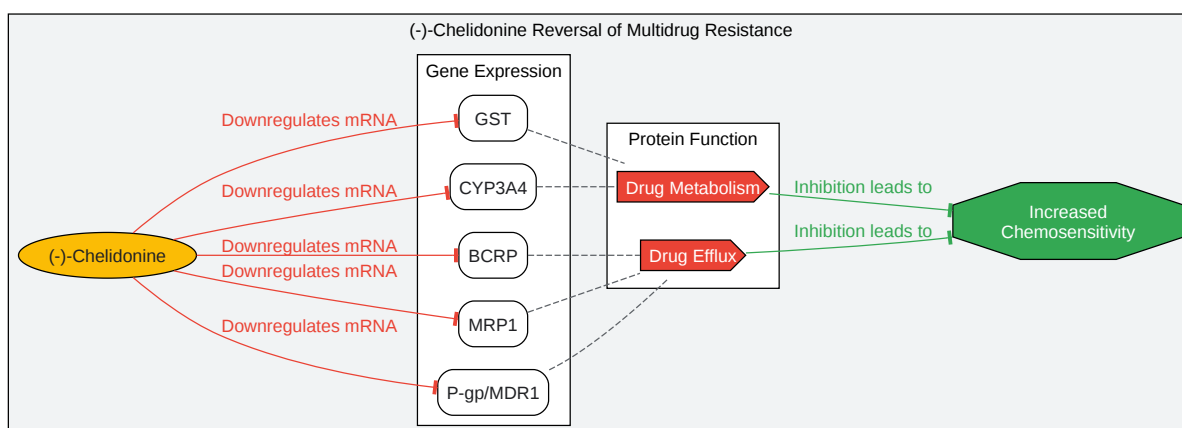 (-)-Chelidonine Reversal of Multidrug Resistance
Gene Expression
Downregulates mRNA
GST
Protein Function
Downregulates mRNA
CYP3A4
Drug Metabolism
Inhibition leads to
Increased
Chemosensitivity
(-)-Chelidonine
Downregulates mRNA
BCRP
Drug Efflux
Inhibition leads to
Downregulates mRNA
MRP1
Downregulates mRNA
P-gp/MDR1